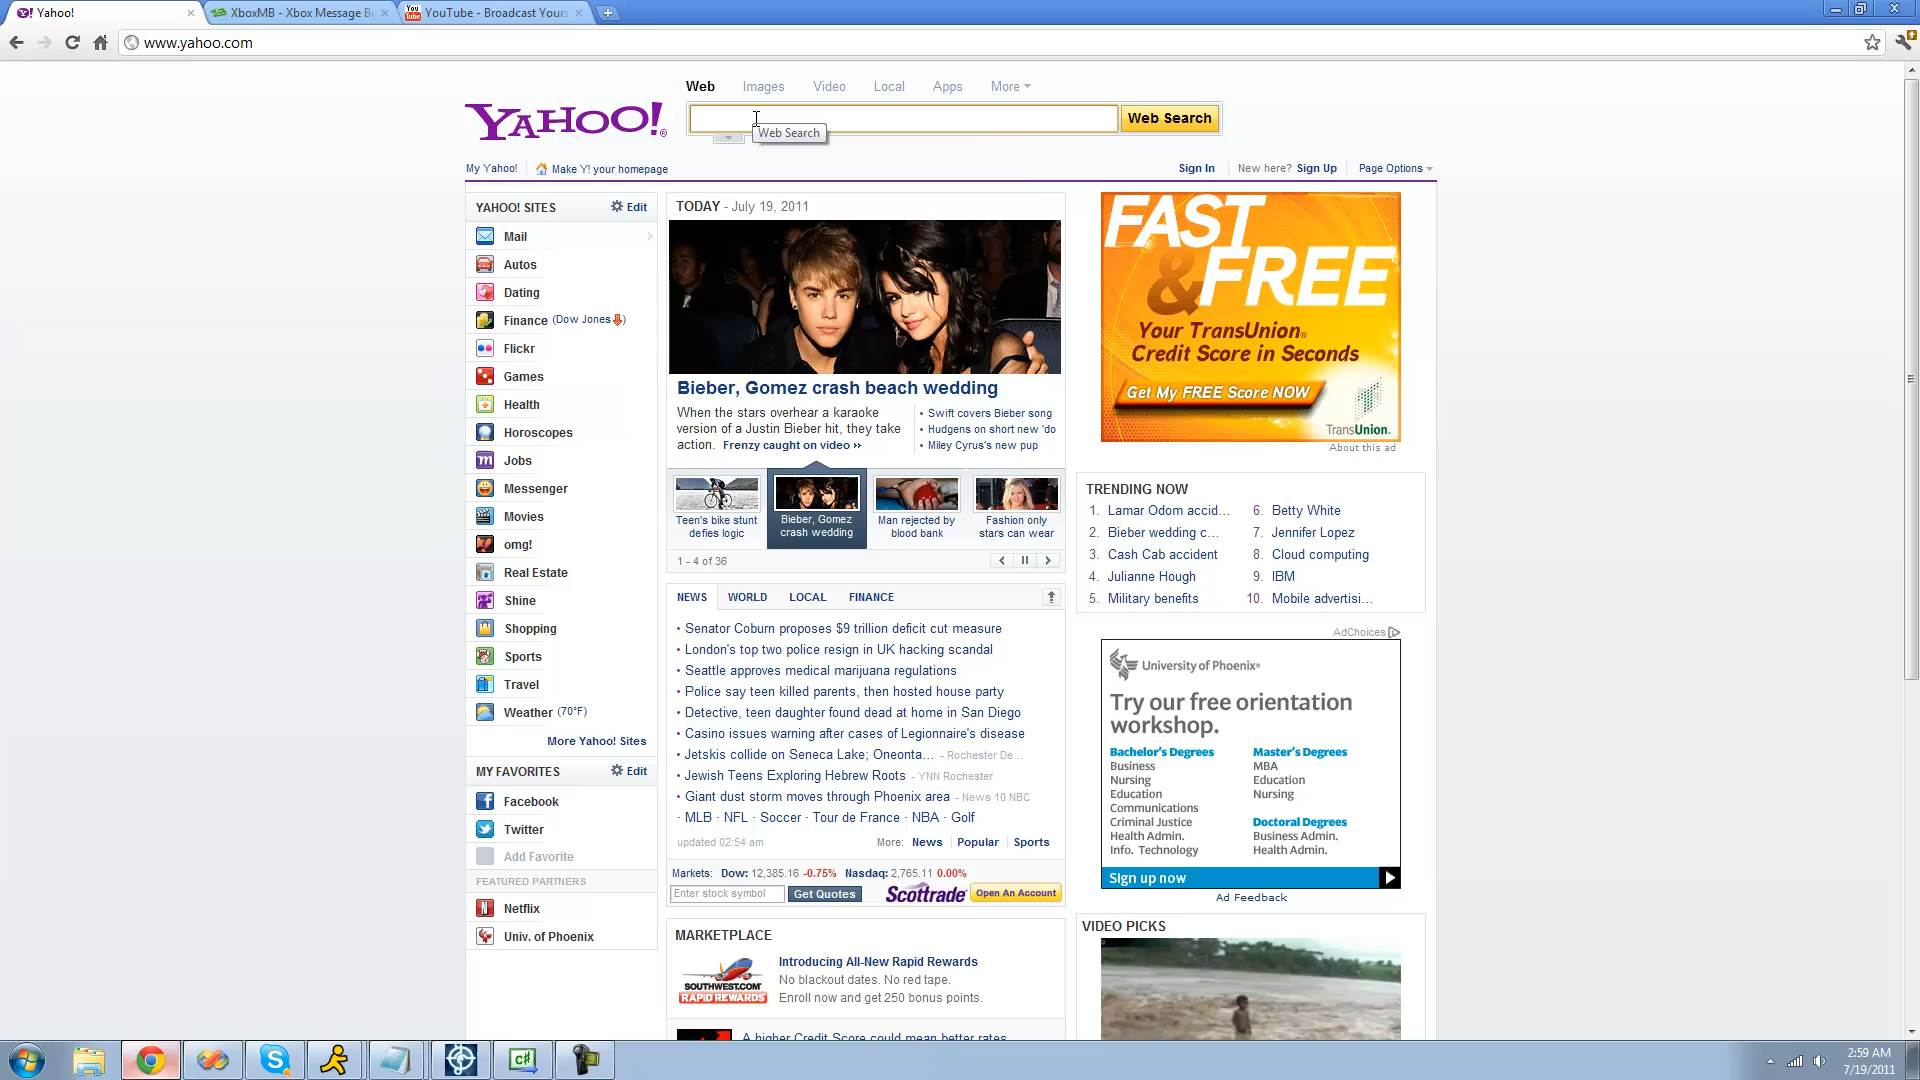 Yahoo!
XboxMB - Xbox Message B
YouTube - Broadcast Yours
www.yahoo.com
Web Images Video Local Apps More
YAHOO!
Web Search
Web Search
My Yahoo! Make Y! your homepage
Sign In New here? Sign Up Page Options
YAHOO! SITES Edit
Mail
Autos
Dating
Finance (Dow Jones)
Flickr
Games
Health
Horoscopes
Jobs
Messenger
Movies
omg!
Real Estate
Shine
Shopping
Sports
Travel
Weather (70°F)
More Yahoo! Sites
MY FAVORITES Edit
Facebook
Twitter
Add Favorite
FEATURED PARTNERS
Netflix
Univ. of Phoenix
TODAY - July 19, 2011
Bieber, Gomez crash beach wedding
When the stars overhear a karaoke
version of a Justin Bieber hit, they take
action. Frenzy caught on video »
• Swift covers Bieber song
• Hudgens on short new 'do
• Miley Cyrus's new pup
Teen's bike stunt
defies logic
Bieber, Gomez
crash wedding
Man rejected by
blood bank
Fashion only
stars can wear
1 - 4 of 36
NEWS WORLD LOCAL FINANCE
• Senator Coburn proposes $9 trillion deficit cut measure
• London's top two police resign in UK hacking scandal
• Seattle approves medical marijuana regulations
• Police say teen killed parents, then hosted house party
• Detective, teen daughter found dead at home in San Diego
• Casino issues warning after cases of Legionnaire's disease
• Jetskis collide on Seneca Lake; Oneonta... - Rochester De...
• Jewish Teens Exploring Hebrew Roots - YNN Rochester
• Giant dust storm moves through Phoenix area - News 10 NBC
· MLB · NFL · Soccer · Tour de France · NBA · Golf
updated 02:54 am More: News Popular Sports
Markets: Dow: 12,385.16 -0.75% Nasdaq: 2,765.11 0.00%
Enter stock symbol Get Quotes Scottrade Open An Account
MARKETPLACE
SOUTHWEST.COM
RAPID REWARDS
Introducing All-New Rapid Rewards
No blackout dates. No red tape.
Enroll now and get 250 bonus points.
A higher Credit Score could mean better rates
FAST
& FREE
Your TransUnion®
Credit Score in Seconds
Get My FREE Score NOW
TransUnion.
About this ad
TRENDING NOW
1. Lamar Odom accid...
2. Bieber wedding c...
3. Cash Cab accident
4. Julianne Hough
5. Military benefits
6. Betty White
7. Jennifer Lopez
8. Cloud computing
9. IBM
10. Mobile advertisi...
AdChoices
University of Phoenix®
Try our free orientation
workshop.
Bachelor's Degrees
Business
Nursing
Education
Communications
Criminal Justice
Health Admin.
Info. Technology
Master's Degrees
MBA
Education
Nursing
Doctoral Degrees
Business Admin.
Health Admin.
Sign up now
Ad Feedback
VIDEO PICKS
2:59 AM
7/19/2011